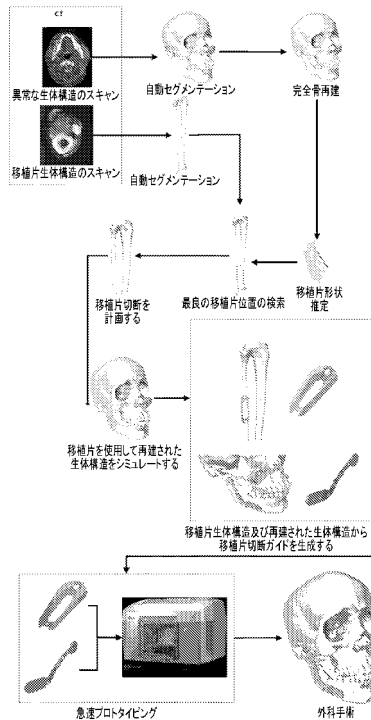 CT
異常な生体構造のスキャン
自動セグメンテーション
完全骨再建
移植片生体構造のスキャン
自動セグメンテーション
移植片切断を
計画する
最良の移植片位置の検索
移植片形状
推定
移植片を使用して再建された
生体構造をシミュレートする
移植片生体構造及び再建された生体構造から
移植片切断ガイドを生成する
急速プロトタイピング
外科手術